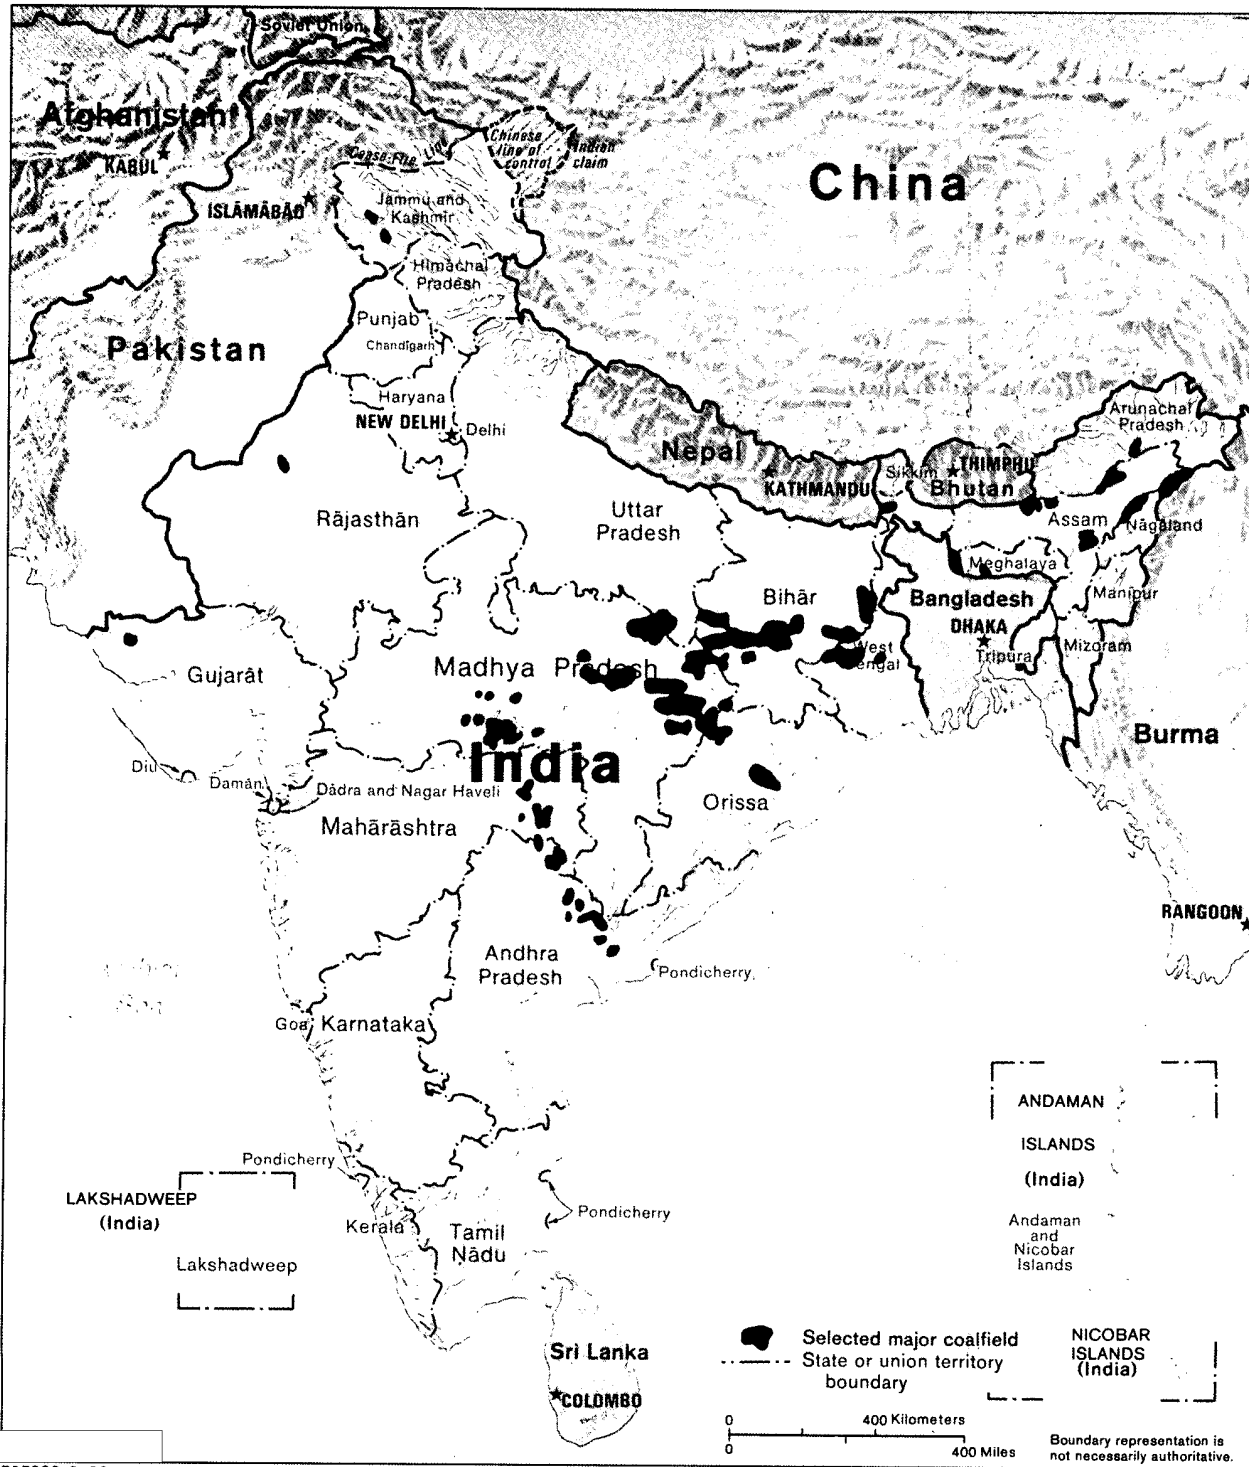 Soviet Union
Afghanistan
KABUL
Cease-Fire Line
Chinese
line of
control
Indian
claim
China
ISLĀMĀBĀD
Jammu and
Kashmir
Himāchal
Pradesh
Punjab
Chandīgarh
Pakistan
Haryana
NEW DELHI
Delhi
Nepal
KATHMANDU
Sikkim
THIMPHU
Bhutan
Arunāchal
Pradesh
Assam
Nāgāland
Rājasthān
Uttar
Pradesh
Meghalaya
Manipur
Bihār
Bangladesh
DHAKA
Tripura
Mizoram
West
Bengal
Gujarāt
Madhya Pradesh
Burma
India
Diu
Damān
Dādra and Nagar Haveli
Orissa
Mahārāshtra
RANGOON
Andhra
Pradesh
Pondicherry
Goa
Karnataka
ANDAMAN
ISLANDS
(India)
Andaman
and
Nicobar
Islands
Pondicherry
LAKSHADWEEP
(India)
Lakshadweep
Kerala
Tamil
Nādu
Pondicherry
Sri Lanka
COLOMBO
Selected major coalfield
State or union territory
boundary
NICOBAR
ISLANDS
(India)
0 400 Kilometers
0 400 Miles
Boundary representation is
not necessarily authoritative.